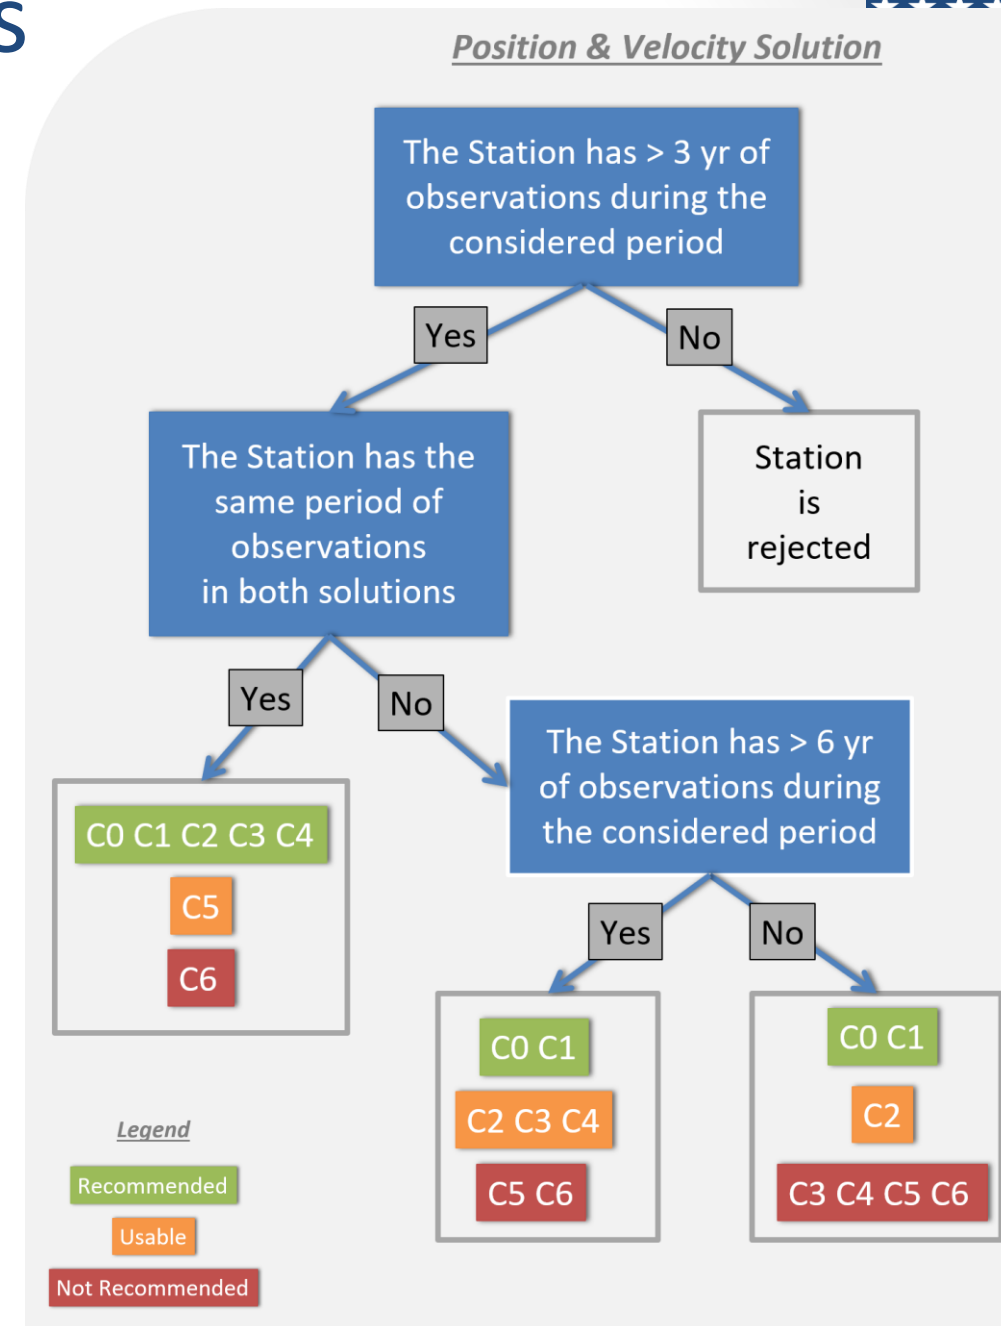 s
Position & Velocity Solution
The Station has > 3 yr of
observations during the
considered period
Yes
No
The Station has the
same period of
observations
in both solutions
Station
is
rejected
Yes
No
The Station has > 6 yr
of observations during
the considered period
C0 C1 C2 C3 C4
C5
C6
Yes
No
C0 C1
C2 C3 C4
C5 C6
C0 C1
C2
C3 C4 C5 C6
Legend
Recommended
Usable
Not Recommended